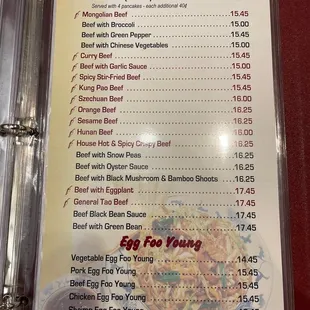 Served with 4 pancakes - each additional 40¢
Mongolian Beef 15.45
Beef with Broccoli 15.00
Beef with Green Pepper 15.45
Beef with Chinese Vegetables 15.00
Curry Beef 15.45
Beef with Garlic Sauce 15.45
Spicy Stir-Fried Beef 15.45
Kung Pao Beef 15.45
Szechuan Beef 16.00
Orange Beef 16.25
Sesame Beef 16.25
Hunan Beef 16.00
House Hot & Spicy Crispy Beef 16.25
Beef with Snow Peas 16.25
Beef with Oyster Sauce 16.25
Beef with Black Mushroom & Bamboo Shoots 16.25
Beef with Eggplant 17.45
General Tao Beef 17.45
Beef Black Bean Sauce 17.45
Beef with Green Bean 17.45
Egg Foo Young
Vegetable Egg Foo Young 14.45
Pork Egg Foo Young 15.45
Beef Egg Foo Young 15.45
Chicken Egg Foo Young 15.45
Shrimp Egg Foo Young